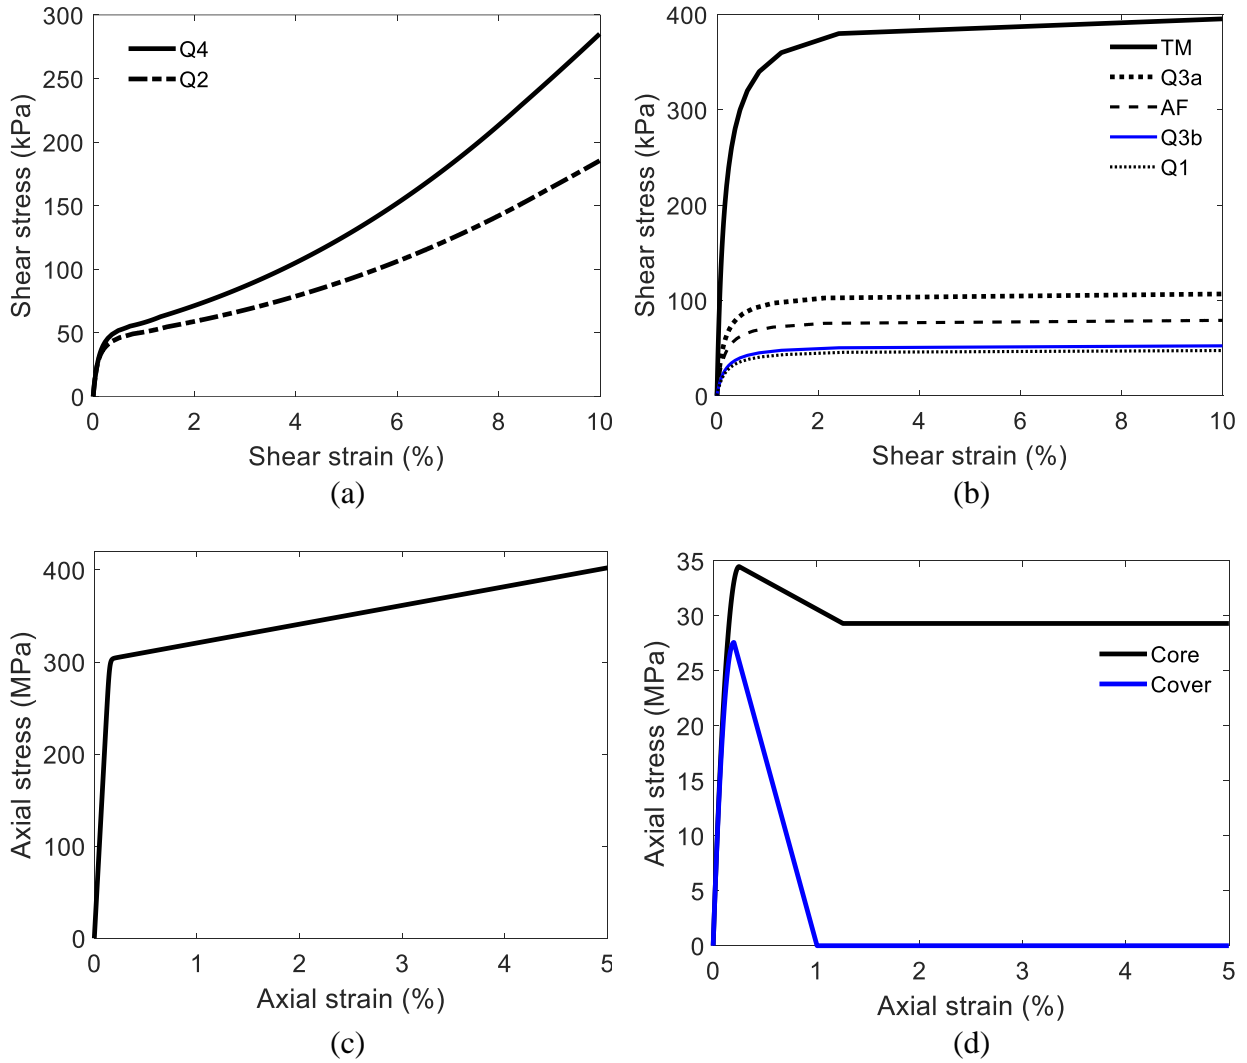 300
250
200
150
100
50
0
Shear stress (kPa)
Q4
Q2
0 2 4 6 8 10
Shear strain (%)
(a)
400
300
200
100
0
Shear stress (kPa)
TM
Q3a
AF
Q3b
Q1
0 2 4 6 8 10
Shear strain (%)
(b)
400
300
200
100
0
Axial stress (MPa)
0 1 2 3 4 5
Axial strain (%)
(c)
35
30
25
20
15
10
5
0
Axial stress (MPa)
Core
Cover
0 1 2 3 4 5
Axial strain (%)
(d)